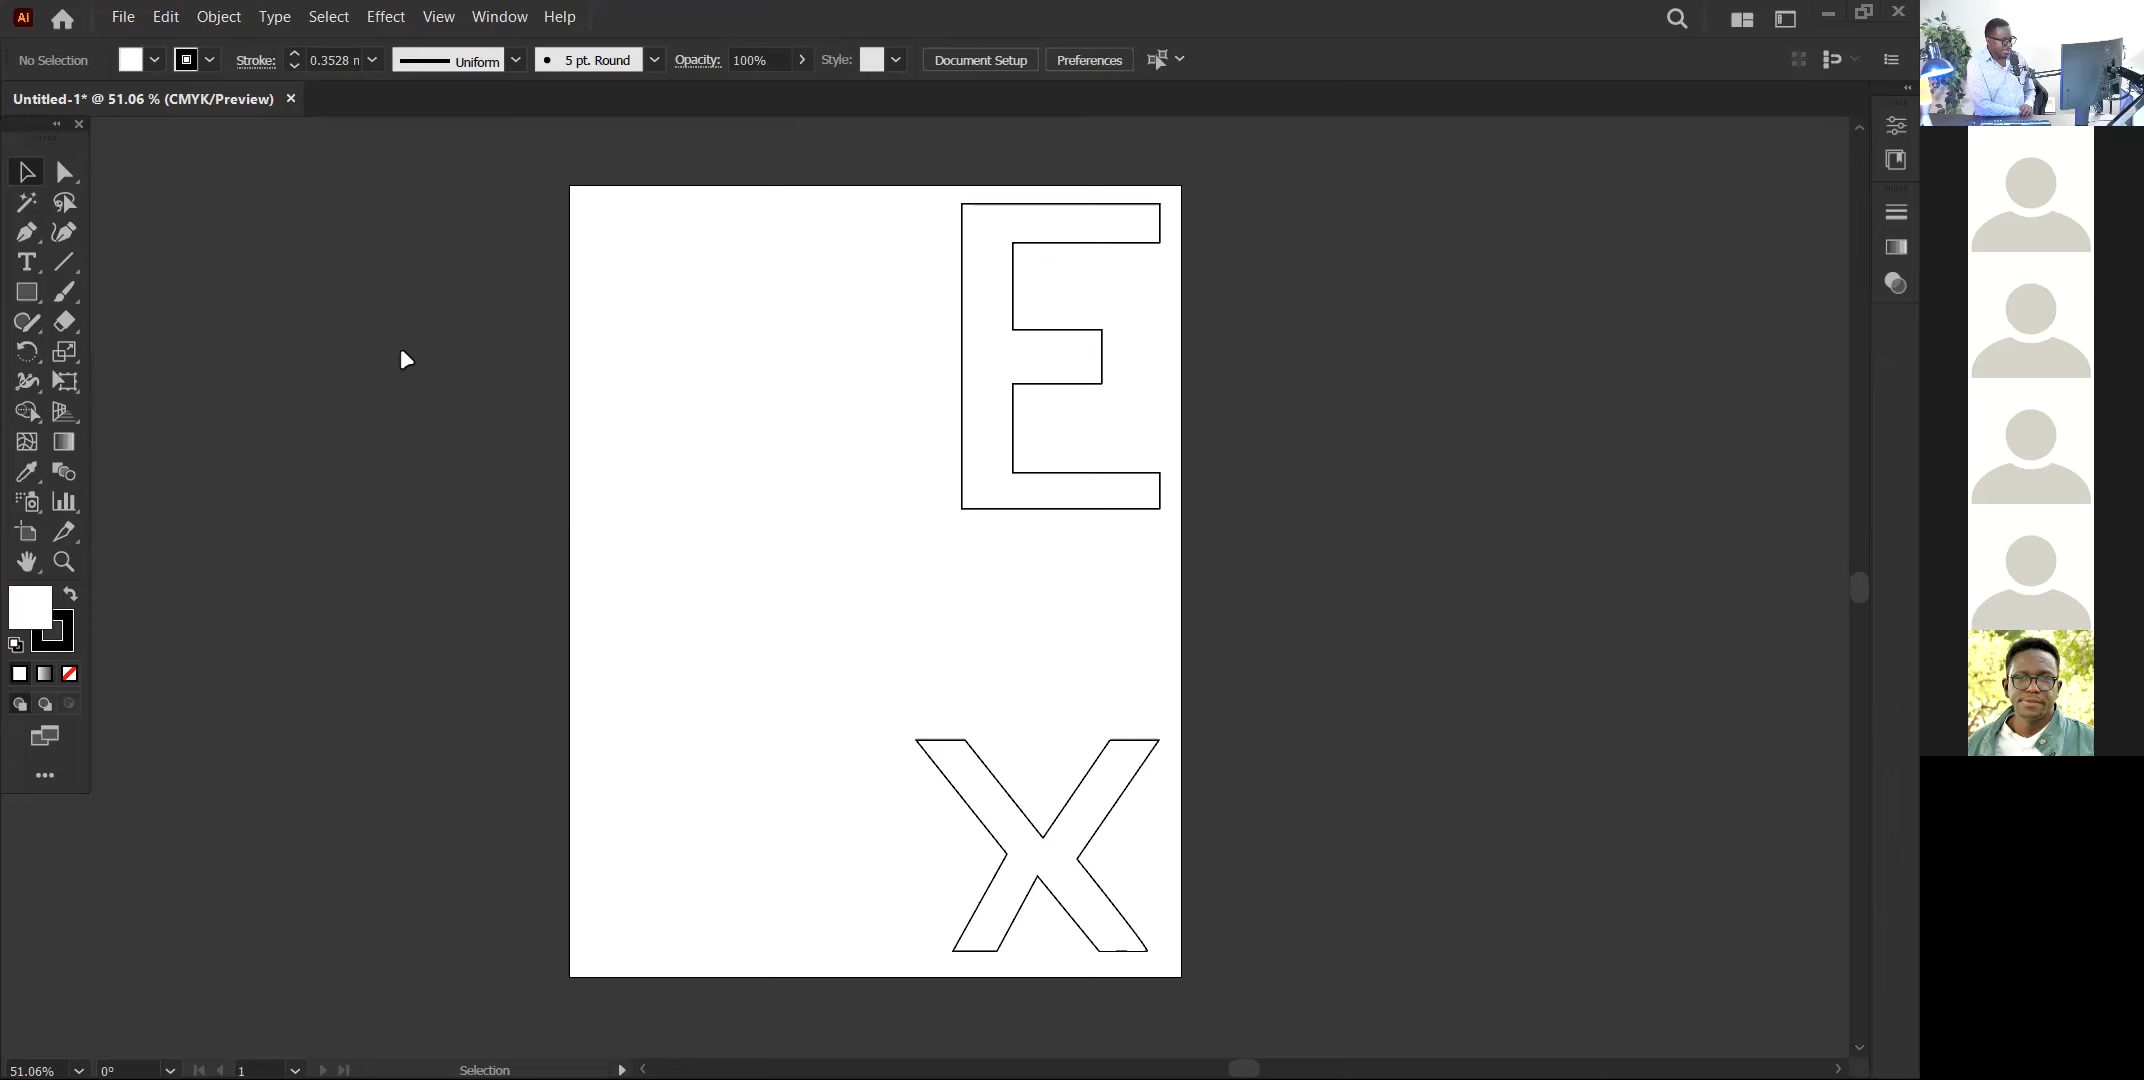 Ai File Edit Object Type Select Effect View Window Help
No Selection Stroke: 0.3528 Uniform 5 pt. Round Opacity: 100% Style: Document Setup Preferences
Untitled-1* @ 51.06 % (CMYK/Preview)
E
X
51.06% 0° 1 Selection